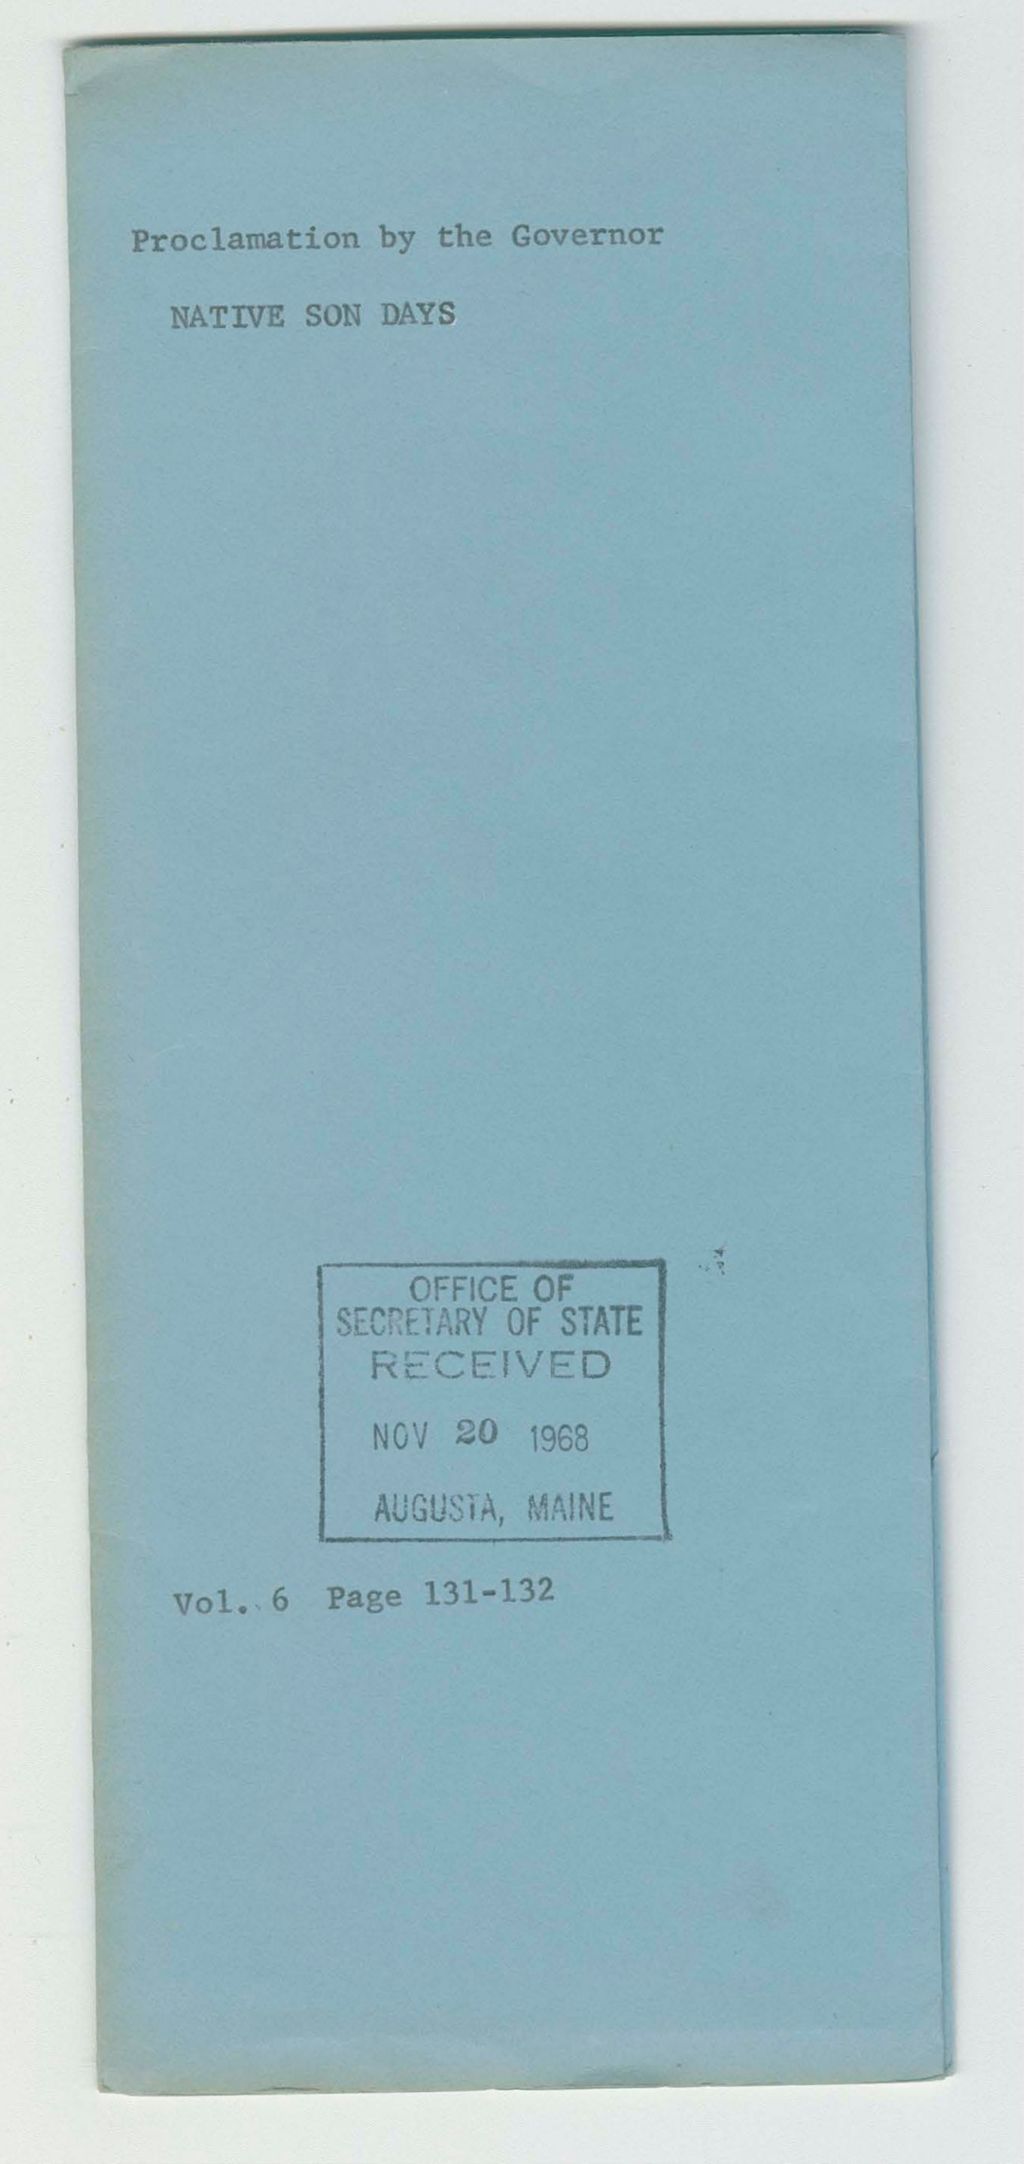 Proclamation by the Governor
NATIVE SON DAYS
OFFICE OF
SECRETARY OF STATE
RECEIVED
NOV 20 1968
AUGUSTA, MAINE
Vol. 6 Page 131-132